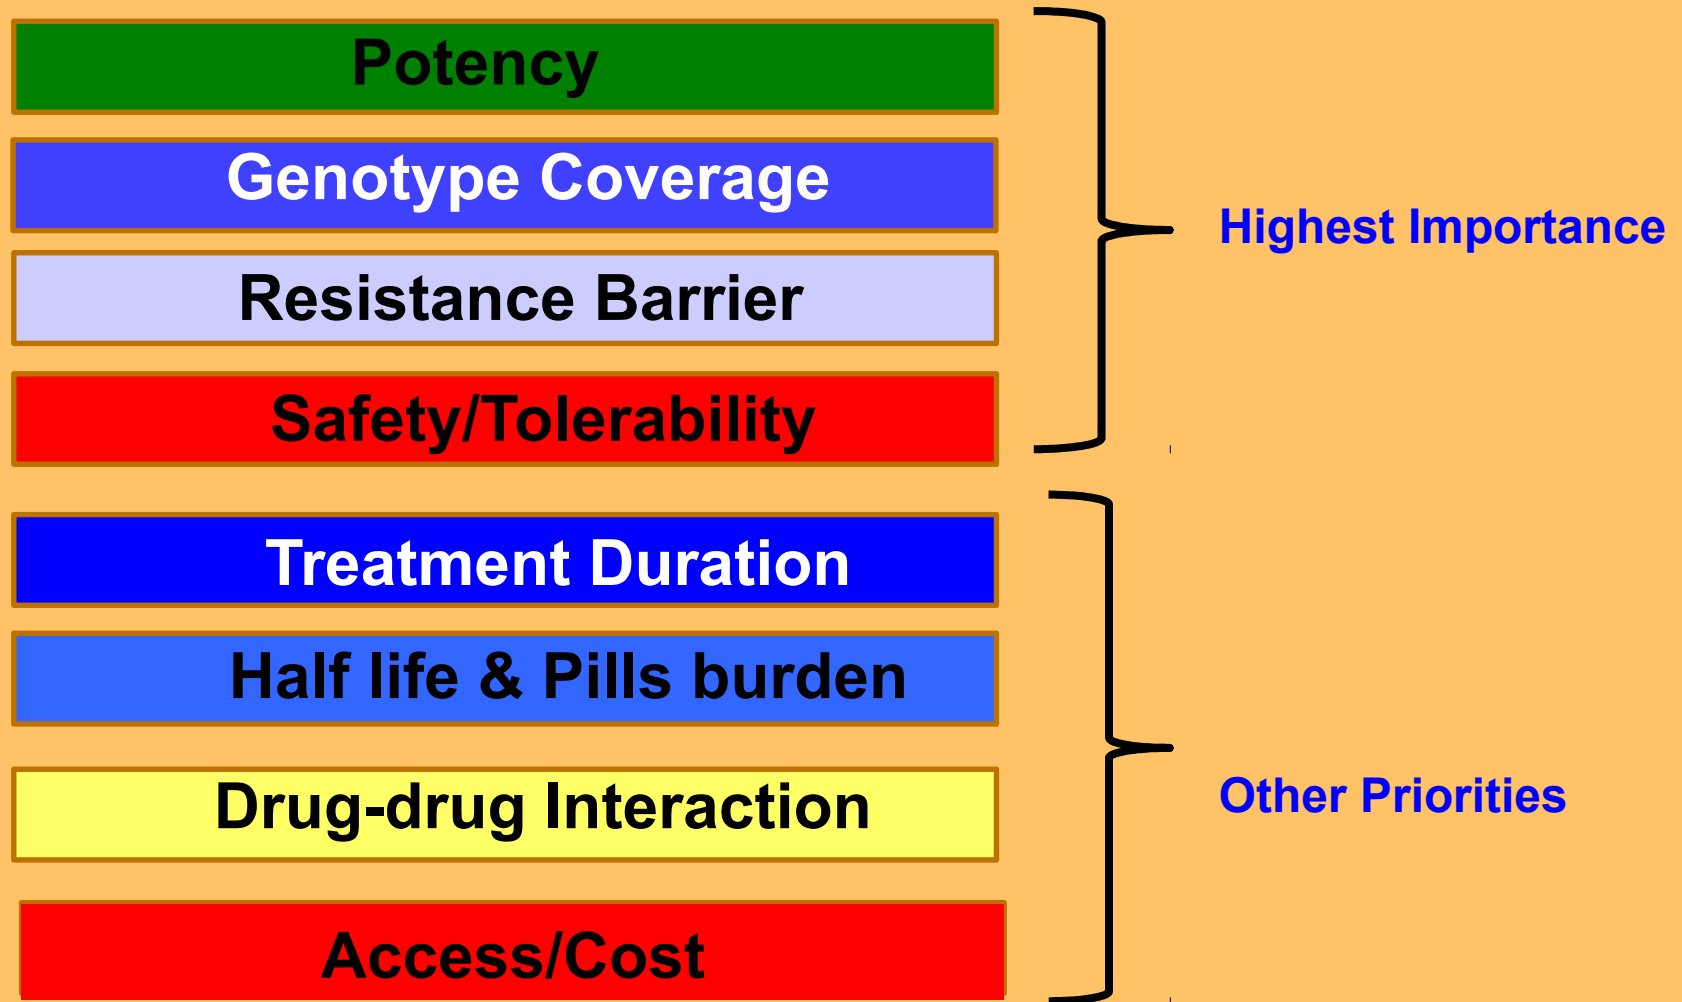 Potency
Genotype Coverage
Resistance Barrier
Safety/Tolerability
Highest Importance
Treatment Duration
Half life & Pills burden
Drug-drug Interaction
Access/Cost
Other Priorities